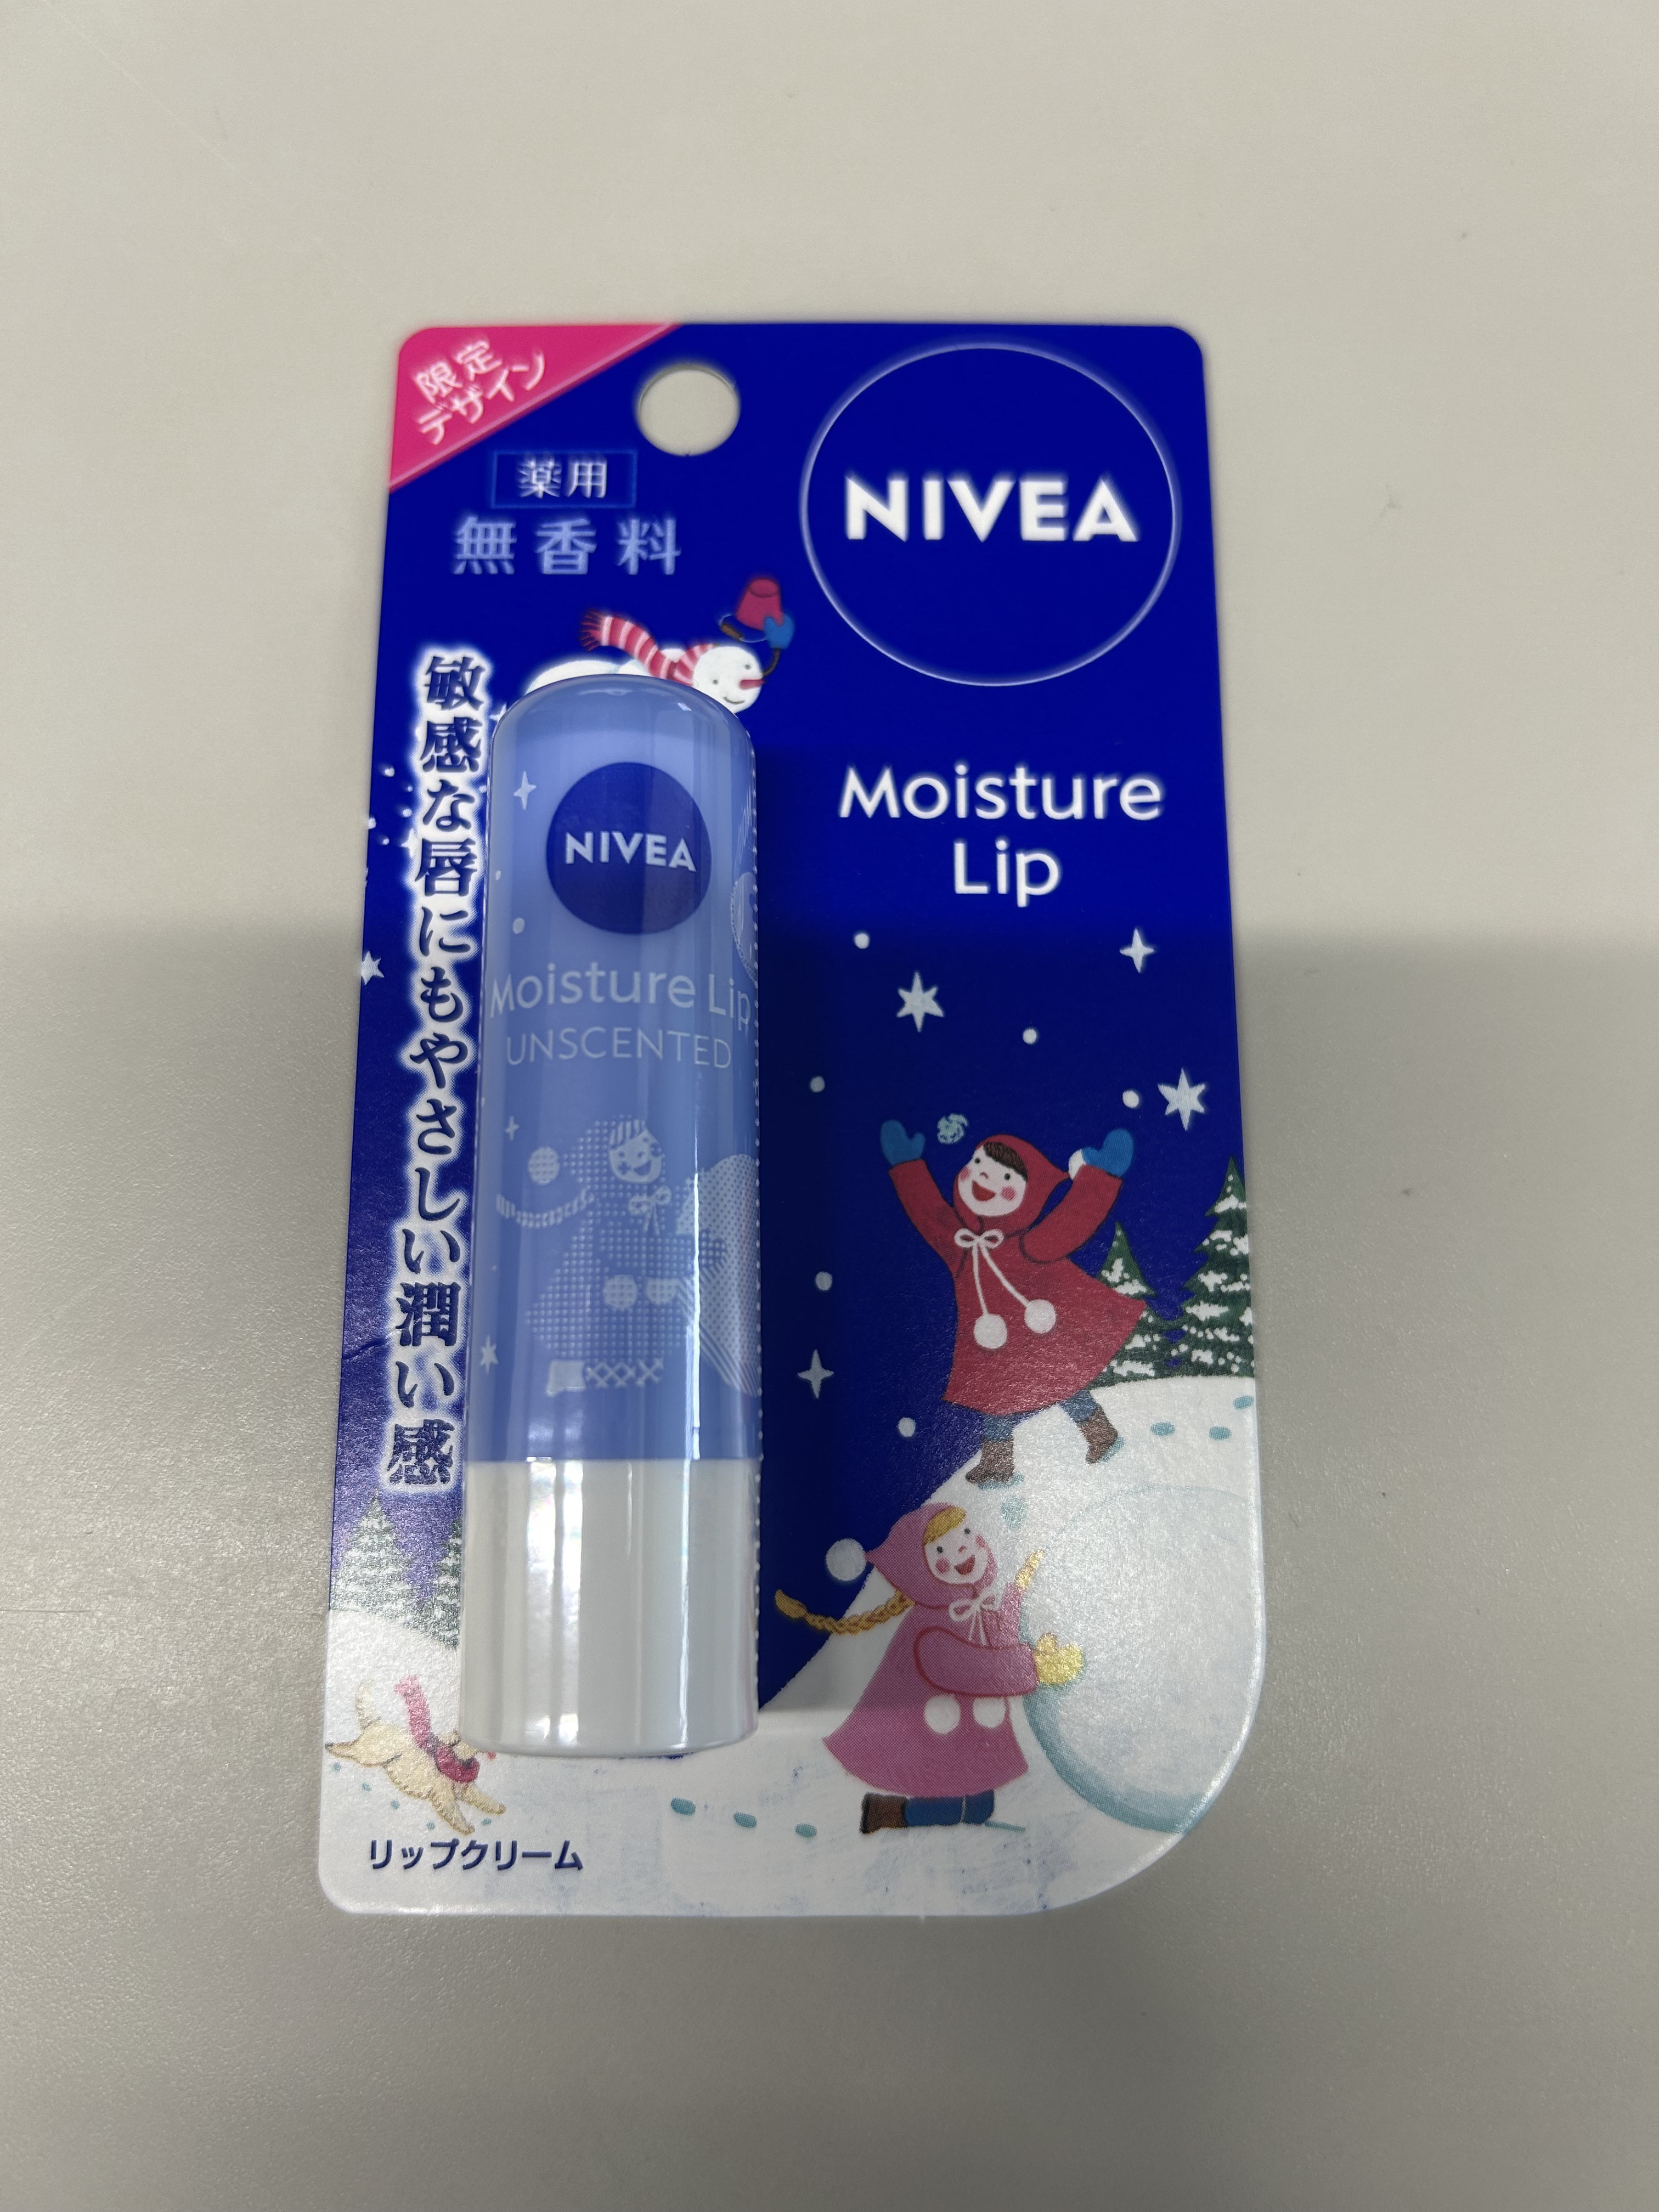 限定
デザイン
薬用
無香料
NIVEA
Moisture
Lip
敏感な唇にもやさしい潤い感
NIVEA
Moisture Lip
UNSCENTED
リップクリーム